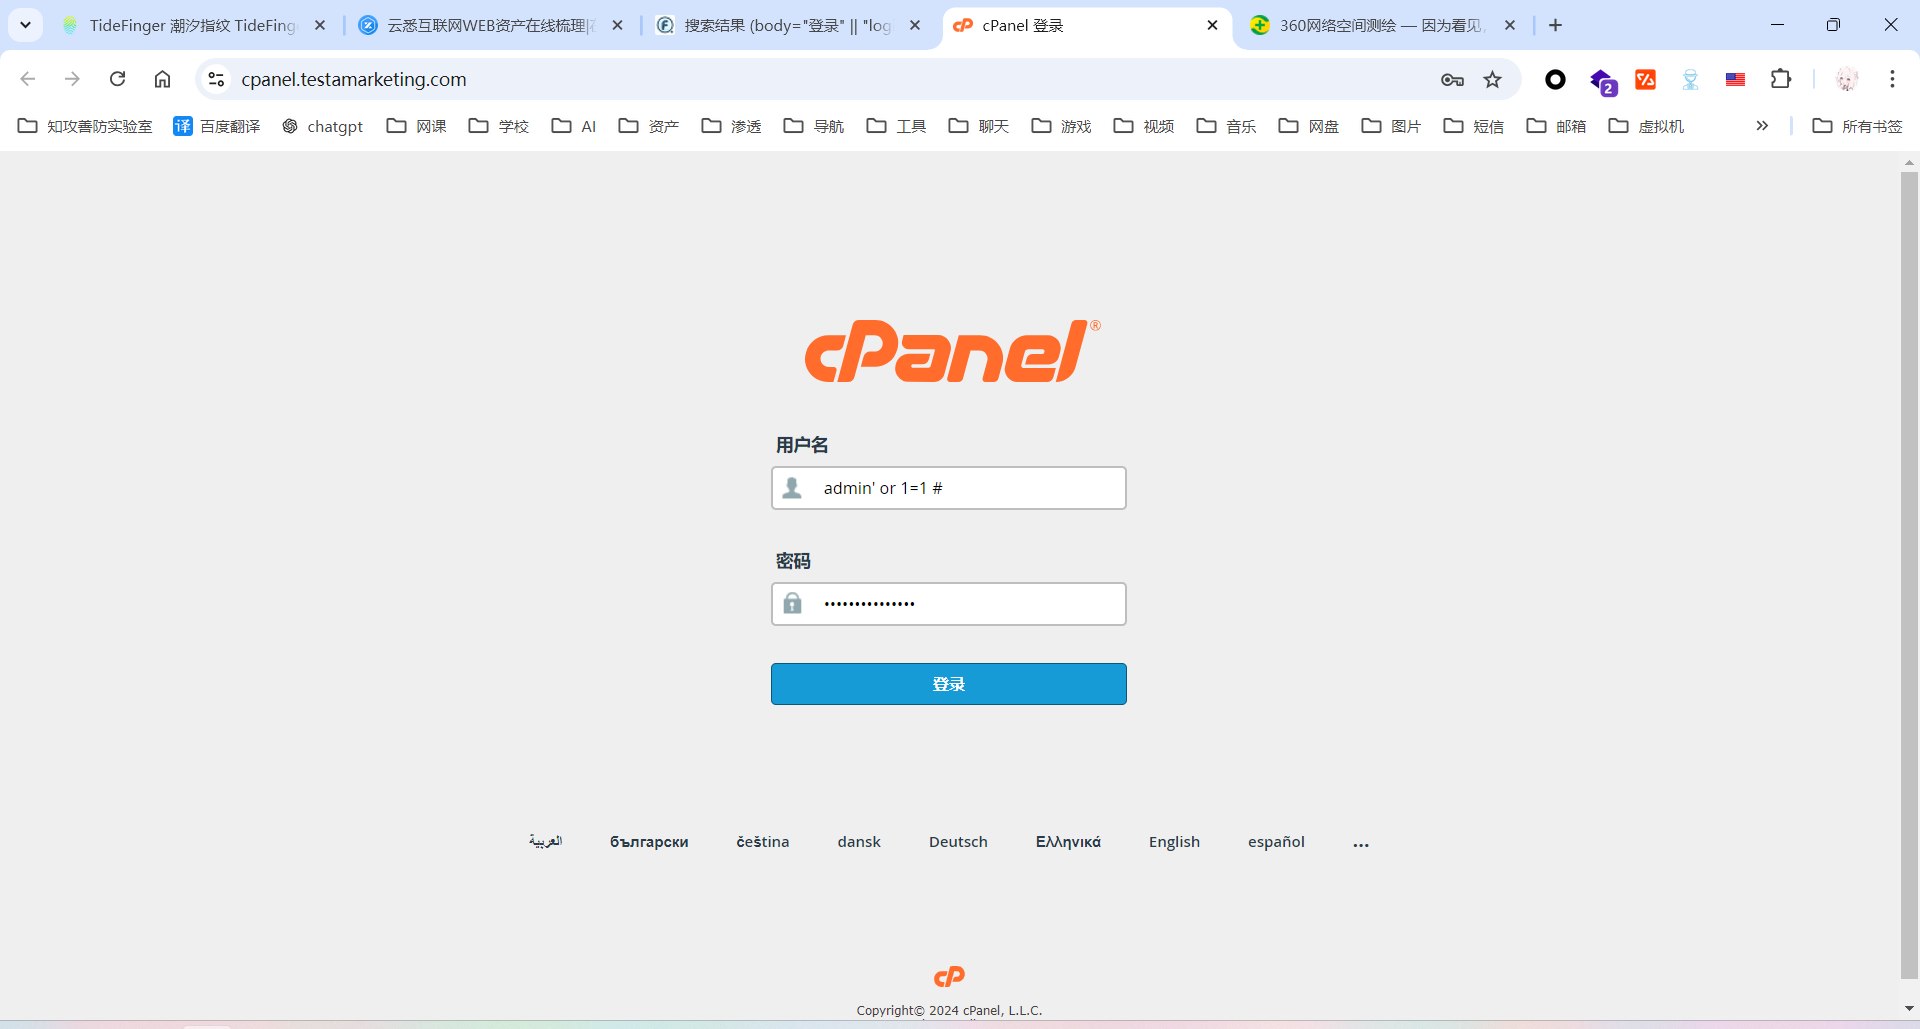 TideFinger 潮汐指纹 TideFing
云悉互联网WEB资产在线梳理|在
搜索结果 (body="登录" || "log
cPanel 登录
360网络空间测绘 — 因为看见,
cpanel.testamarketing.com
2
知攻善防实验室
译 百度翻译
chatgpt
网课
学校
AI
资产
渗透
导航
工具
聊天
游戏
视频
音乐
网盘
图片
短信
邮箱
虚拟机
所有书签
cPanel®
用户名
admin' or 1=1 #
密码
•••••••••••••••
登录
العربية български čeština dansk Deutsch Ελληνικά English español ...
cP
Copyright© 2024 cPanel, L.L.C.